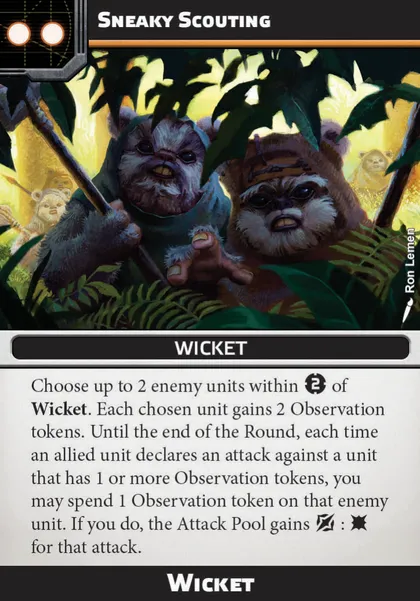 SNEAKY SCOUTING
Ron Lemen
WICKET
Choose up to 2 enemy units within 2 of
Wicket. Each chosen unit gains 2 Observation
tokens. Until the end of the Round, each time
an allied unit declares an attack against a unit
that has 1 or more Observation tokens, you
may spend 1 Observation token on that enemy
unit. If you do, the Attack Pool gains :
for that attack.
WICKET